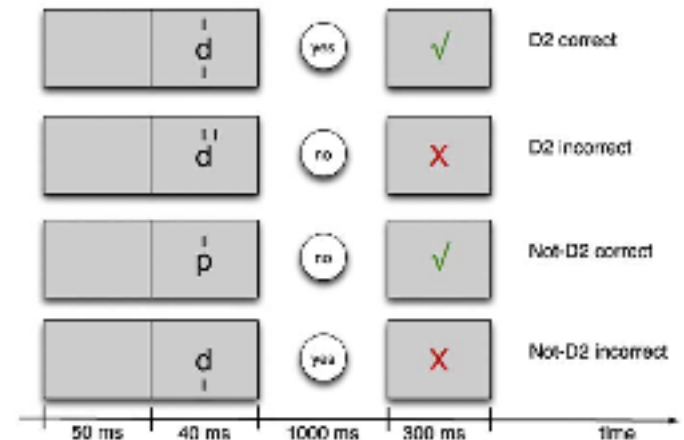 d yes √ D2 correct
d no X D2 incorrect
p no √ Not-D2 correct
d yes X Not-D2 incorrect
50 ms 40 ms 1000 ms 300 ms time